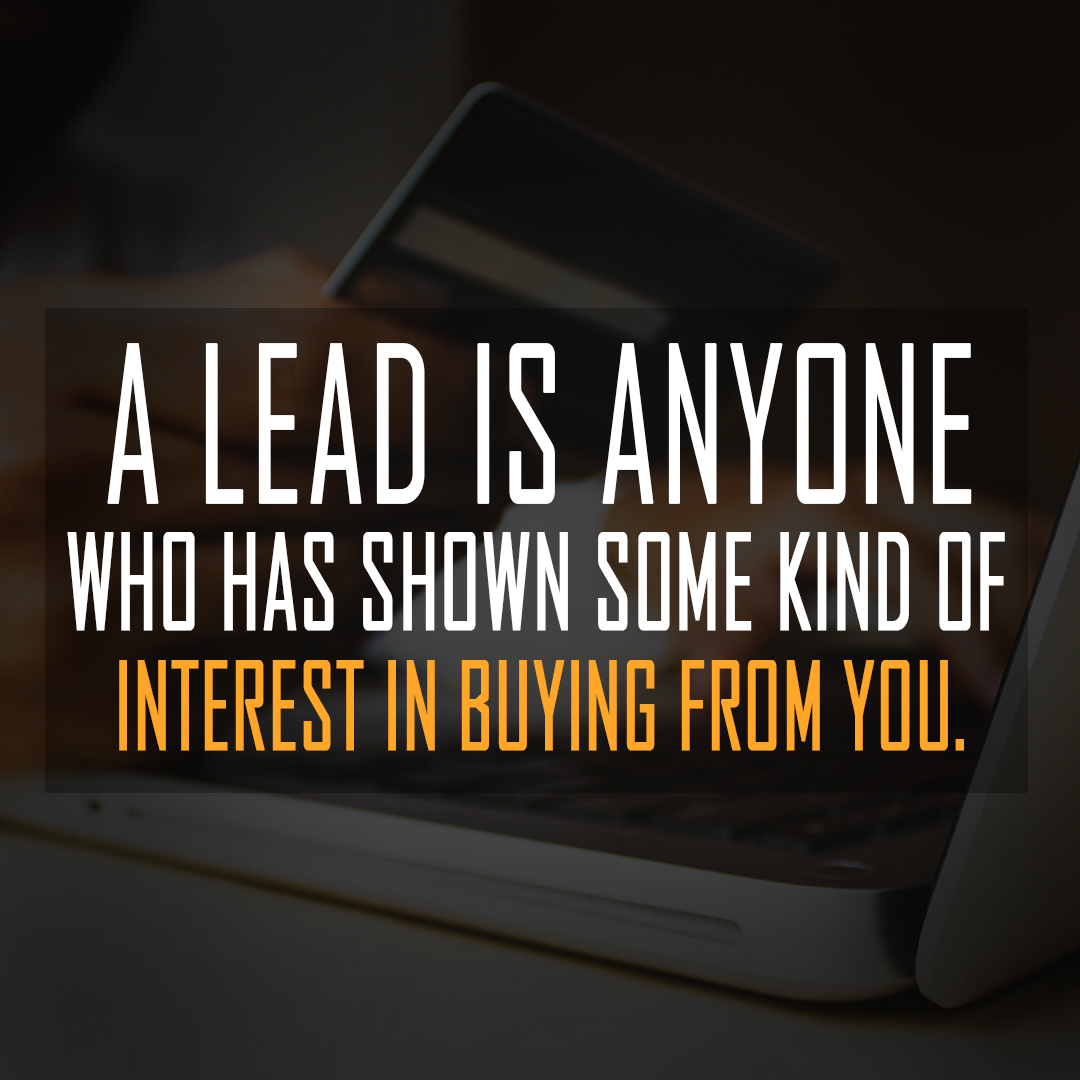 A LEAD IS ANYONE
WHO HAS SHOWN SOME KIND OF
INTEREST IN BUYING FROM YOU.